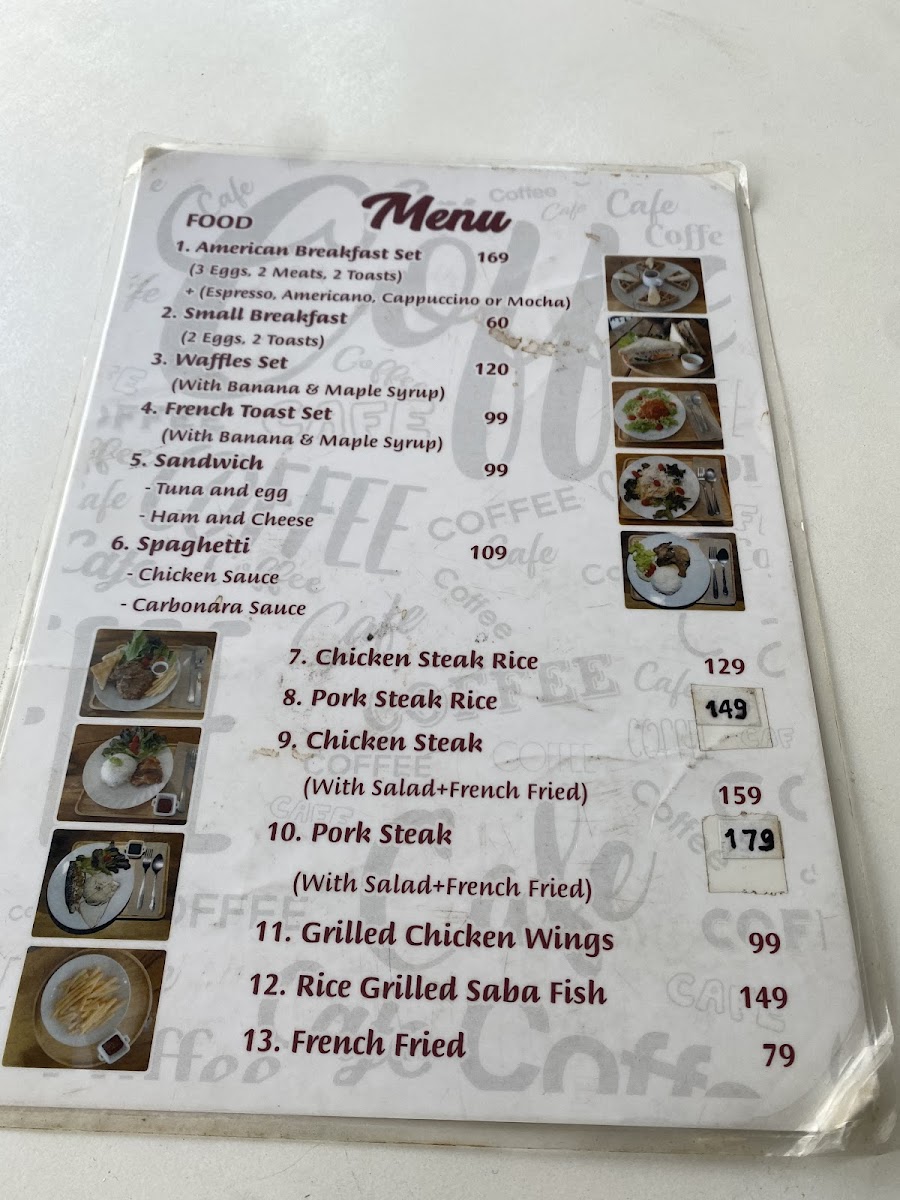 Menu
FOOD
1. American Breakfast Set 169
(3 Eggs, 2 Meats, 2 Toasts)
+ (Espresso, Americano, Cappuccino or Mocha)
2. Small Breakfast 60
(2 Eggs, 2 Toasts)
3. Waffles Set 120
(With Banana & Maple Syrup)
4. French Toast Set 99
(With Banana & Maple Syrup)
5. Sandwich 99
- Tuna and egg
- Ham and Cheese
6. Spaghetti 109
- Chicken Sauce
- Carbondra Sauce
7. Chicken Steak Rice 129
8. Pork Steak Rice 149
9. Chicken Steak
(With Salad+French Fried) 159
10. Pork Steak 179
(With Salad+French Fried)
11. Grilled Chicken Wings 99
12. Rice Grilled Saba Fish 149
13. French Fried 79